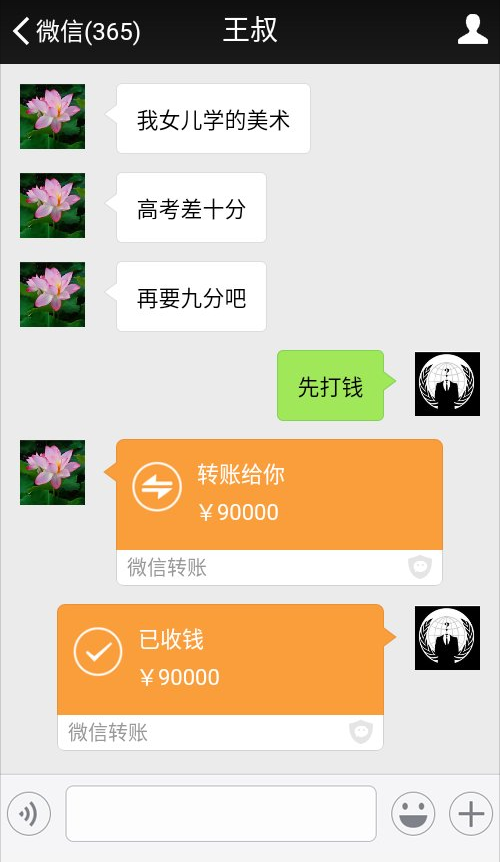 微信(365)
王叔
我女儿学的美术
高考差十分
再要九分吧
先打钱
转账给你
￥90000
微信转账
已收钱
￥90000
微信转账